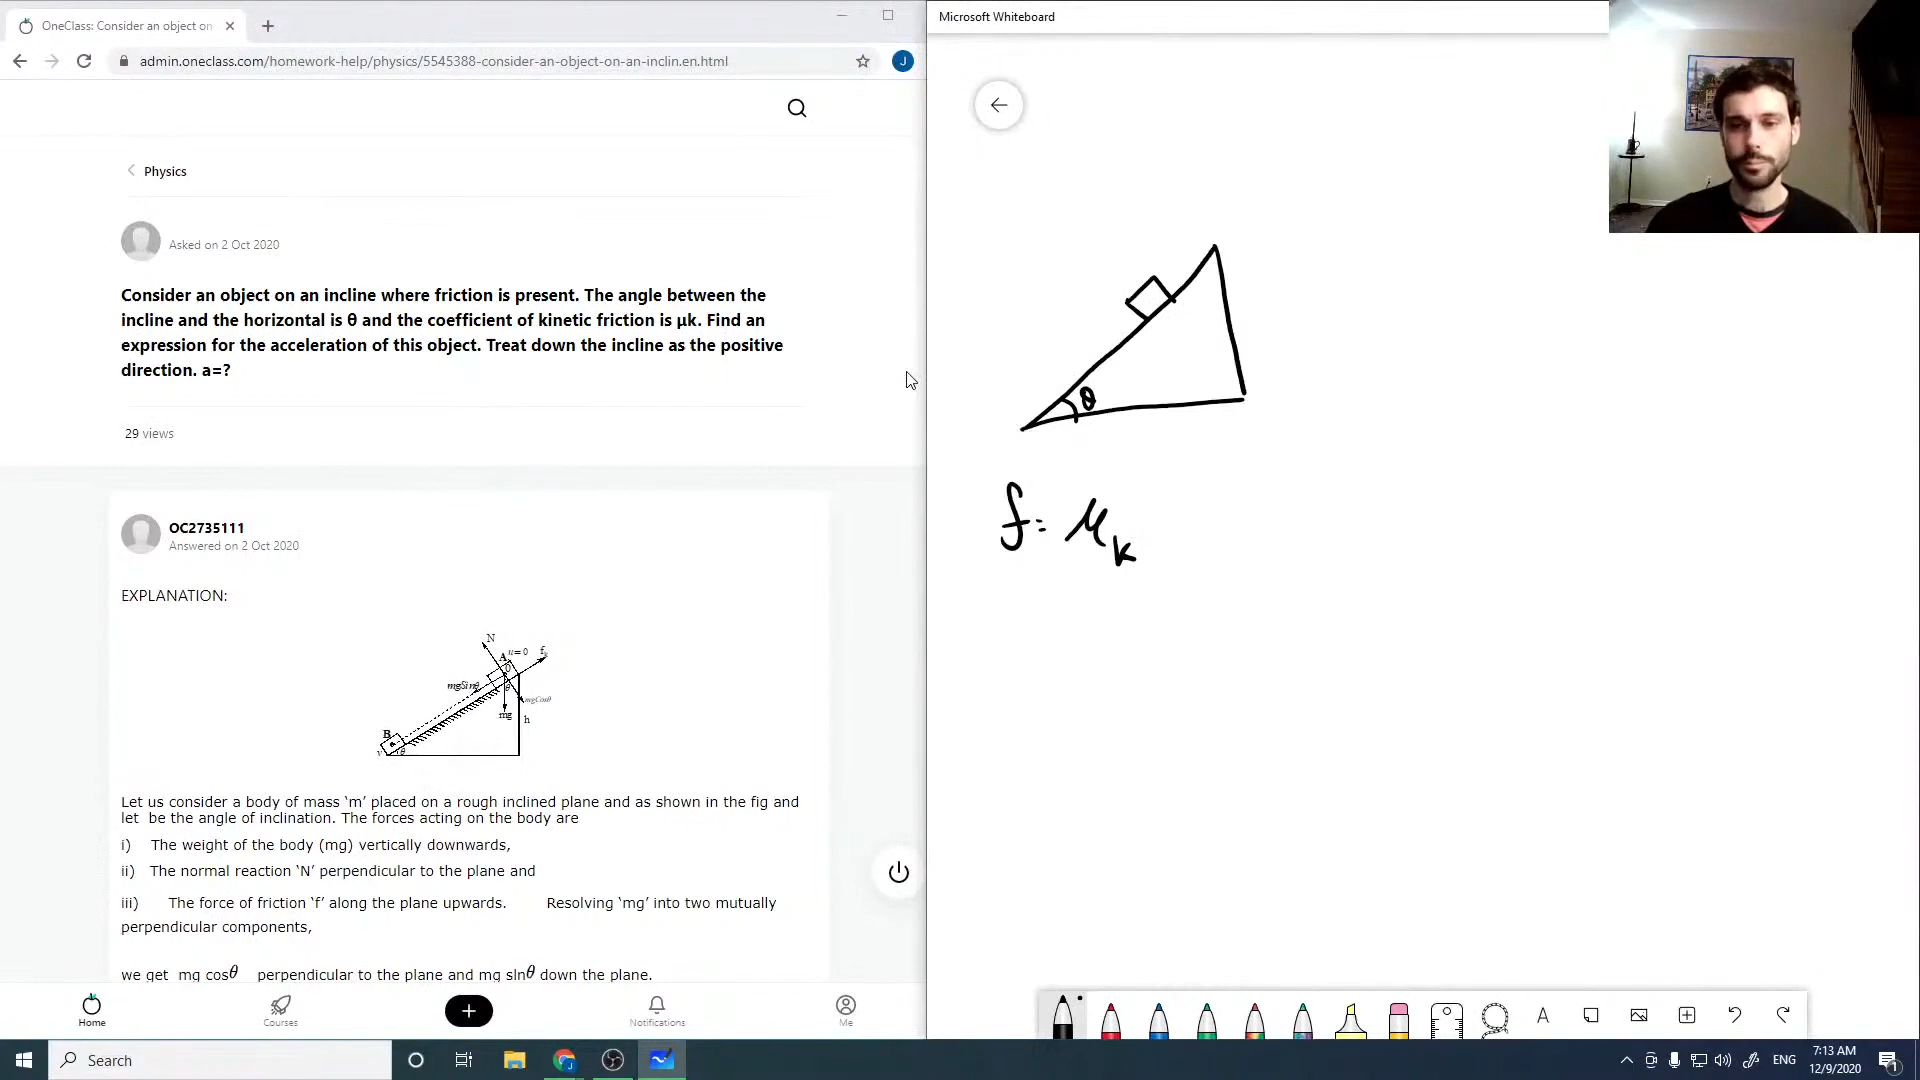 OneClass: Consider an object on
admin.oneclass.com/homework-help/physics/5545388-consider-an-object-on-an-inclin.en.html
J
Physics
Asked on 2 Oct 2020
Consider an object on an incline where friction is present. The angle between the
incline and the horizontal is θ and the coefficient of kinetic friction is μk. Find an
expression for the acceleration of this object. Treat down the incline as the positive
direction. a=?
29 views
OC2735111
Answered on 2 Oct 2020
EXPLANATION:
N
A u=0 fk
mgSinθ θ
mgCosθ
mg h
B
v θ
Let us consider a body of mass ‘m’ placed on a rough inclined plane and as shown in the fig and
let be the angle of inclination. The forces acting on the body are
i) The weight of the body (mg) vertically downwards,
ii) The normal reaction ‘N’ perpendicular to the plane and
iii) The force of friction ‘f’ along the plane upwards. Resolving ‘mg’ into two mutually
perpendicular components,
we get mg cosθ perpendicular to the plane and mg slnθ down the plane.
Home
Courses
Notifications
Me
Microsoft Whiteboard
θ
f = μk
A
Search
ENG
7:13 AM
12/9/2020
1